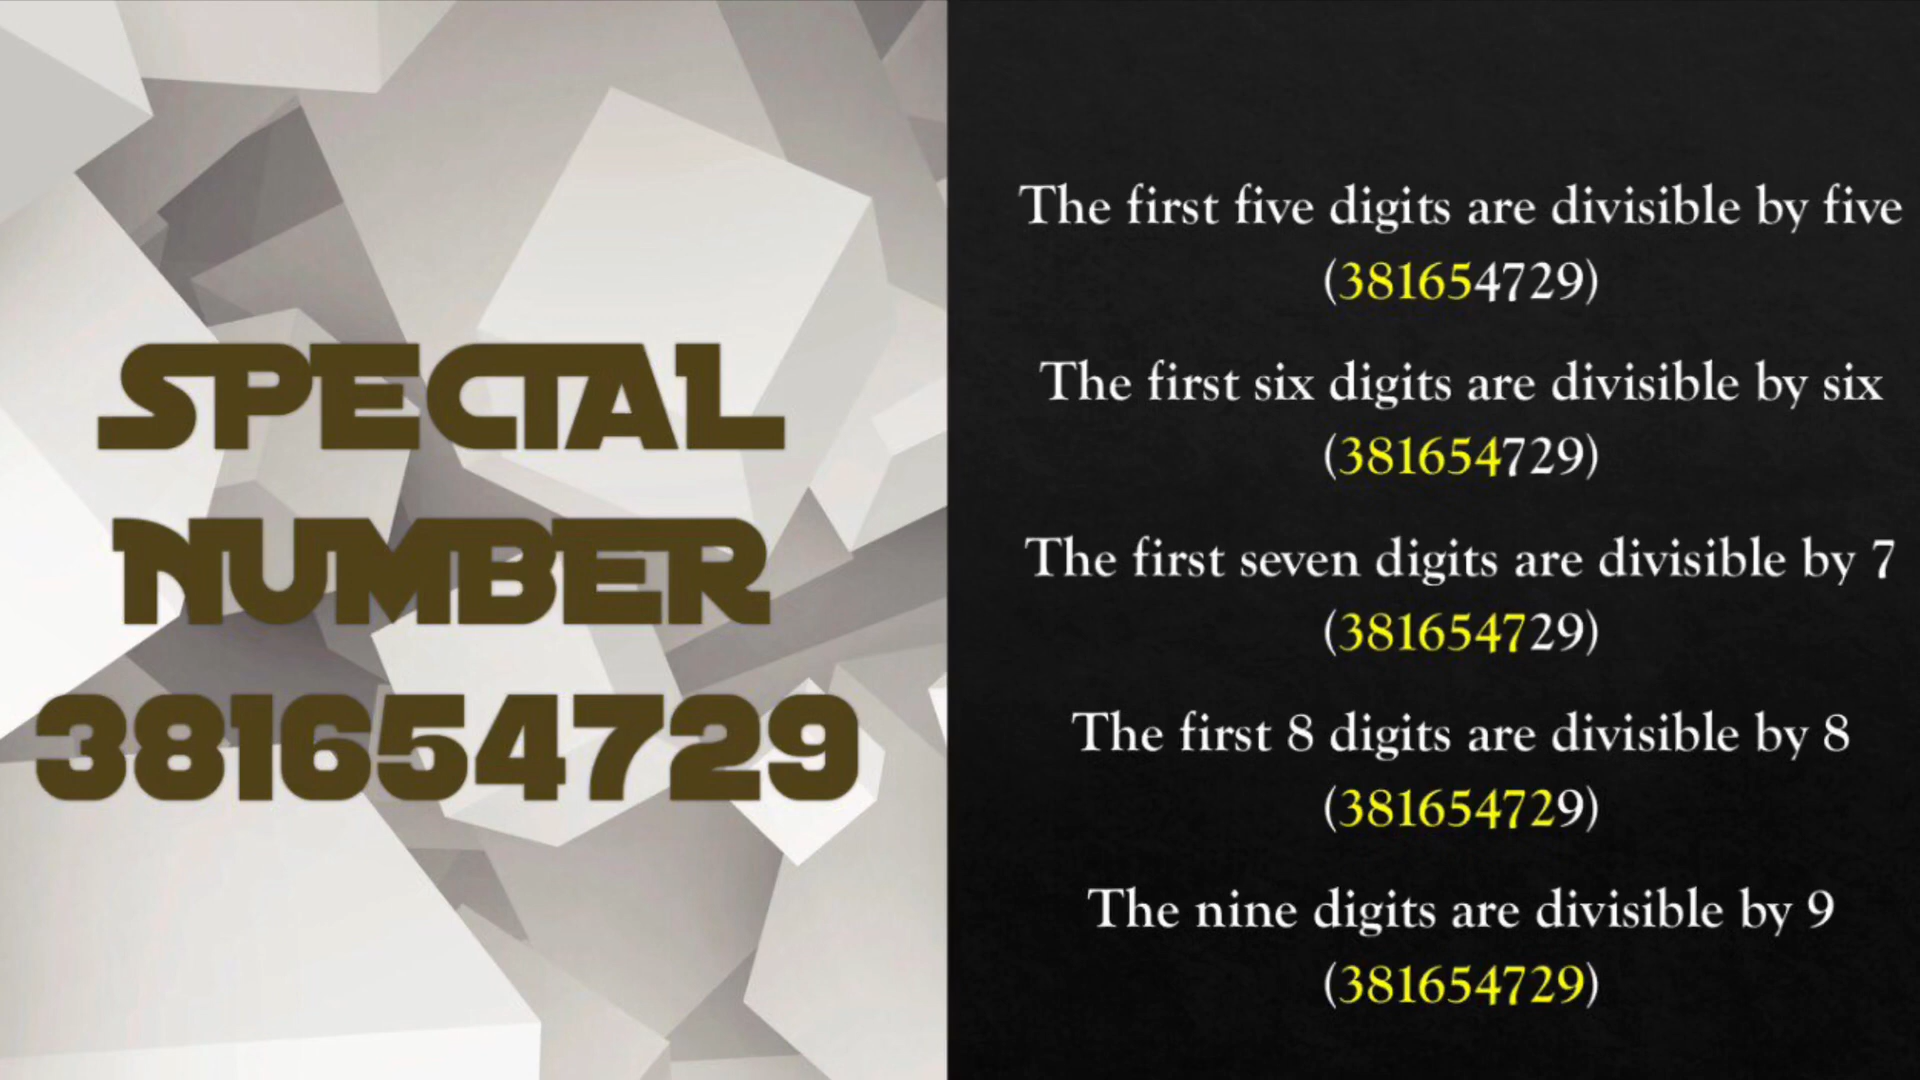 SPECIAL
NUMBER
381654729
The first five digits are divisible by five
(381654729)
The first six digits are divisible by six
(381654729)
The first seven digits are divisible by 7
(381654729)
The first 8 digits are divisible by 8
(381654729)
The nine digits are divisible by 9
(381654729)